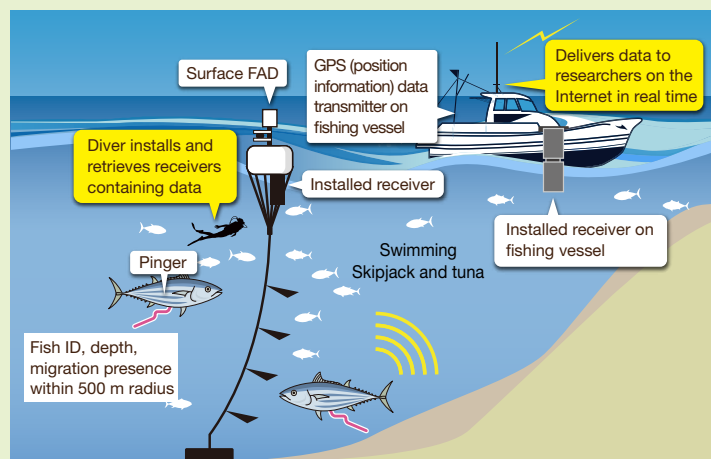 Surface FAD
GPS (position
information) data
transmitter on
fishing vessel
Delivers data to
researchers on the
Internet in real time
Diver installs and
retrieves receivers
containing data
Installed receiver
Installed receiver on
fishing vessel
Swimming
Skipjack and tuna
Pinger
Fish ID, depth,
migration presence
within 500 m radius